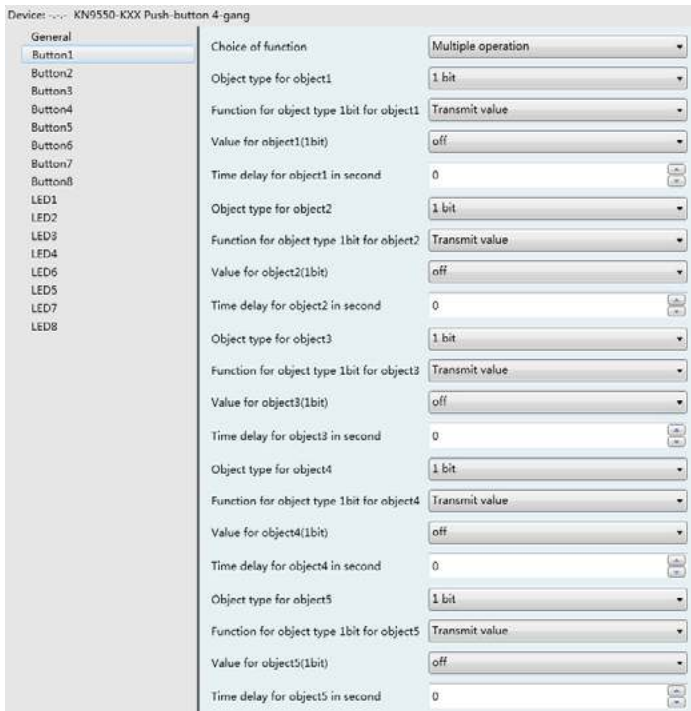 Device: -.-.- KN9550-KXX Push-button 4-gang
General
Button1
Button2
Button3
Button4
Button5
Button6
Button7
Button8
LED1
LED2
LED3
LED4
LED6
LED5
LED7
LED8
Choice of function Multiple operation
Object type for object1 1 bit
Function for object type 1bit for object1 Transmit value
Value for object1(1bit) off
Time delay for object1 in second 0
Object type for object2 1 bit
Function for object type 1bit for object2 Transmit value
Value for object2(1bit) off
Time delay for object2 in second 0
Object type for object3 1 bit
Function for object type 1bit for object3 Transmit value
Value for object3(1bit) off
Time delay for object3 in second 0
Object type for object4 1 bit
Function for object type 1bit for object4 Transmit value
Value for object4(1bit) off
Time delay for object4 in second 0
Object type for object5 1 bit
Function for object type 1bit for object5 Transmit value
Value for object5(1bit) off
Time delay for object5 in second 0